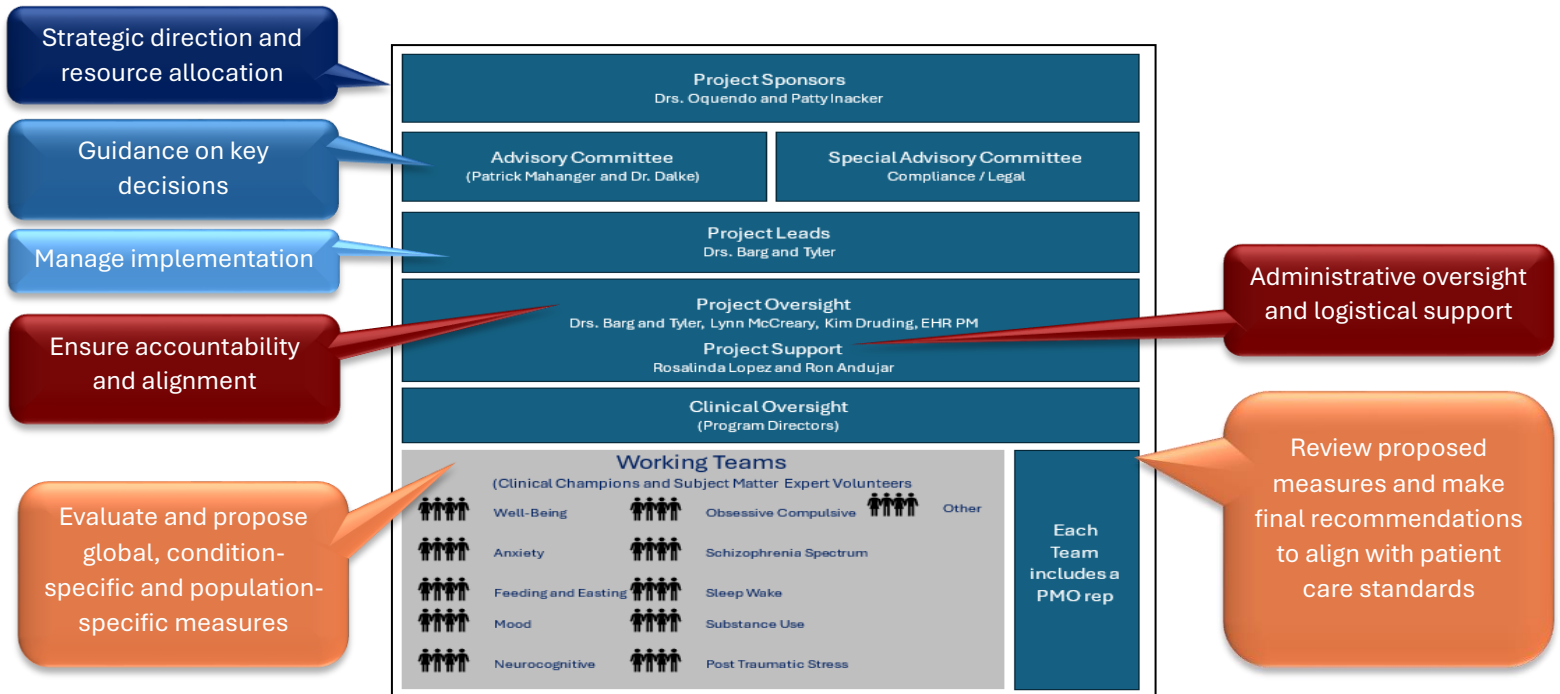 Strategic direction and
resource allocation
Guidance on key
decisions
Manage implementation
Ensure accountability
and alignment
Evaluate and propose
global, condition-
specific and population-
specific measures
Project Sponsors
Drs. Oquendo and Patty Inacker
Advisory Committee
(Patrick Mahanger and Dr. Dalke)
Special Advisory Committee
Compliance / Legal
Project Leads
Drs. Barg and Tyler
Project Oversight
Drs. Barg and Tyler, Lynn McCreary, Kim Druding, EHR PM
Project Support
Rosalinda Lopez and Ron Andujar
Clinical Oversight
(Program Directors)
Working Teams
(Clinical Champions and Subject Matter Expert Volunteers
Well-Being
Obsessive Compulsive
Other
Anxiety
Schizophrenia Spectrum
Feeding and Easting
Sleep Wake
Mood
Substance Use
Neurocognitive
Post Traumatic Stress
Each
Team
includes a
PMO rep
Administrative oversight
and logistical support
Review proposed
measures and make
final recommendations
to align with patient
care standards